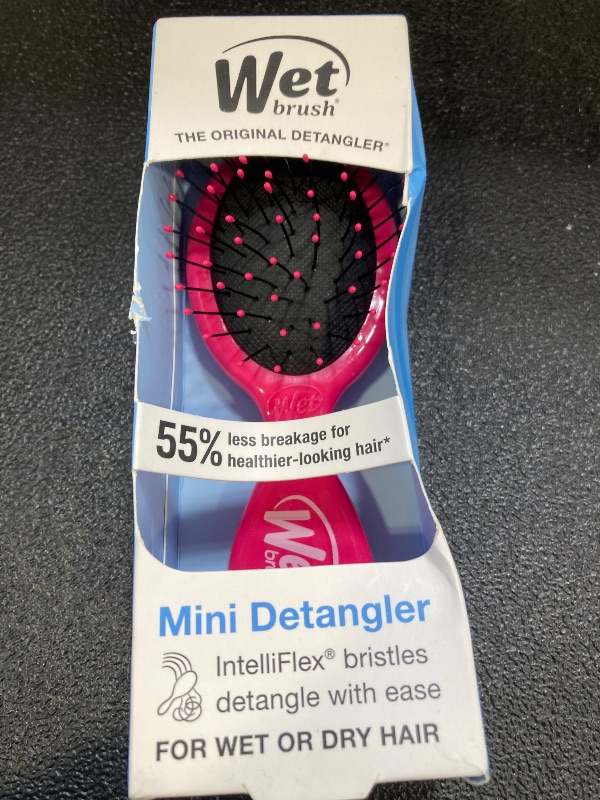 Wet
brush®
THE ORIGINAL DETANGLER®
Wet
55% less breakage for
healthier-looking hair*
Wet
br
Mini Detangler
IntelliFlex® bristles
detangle with ease
FOR WET OR DRY HAIR